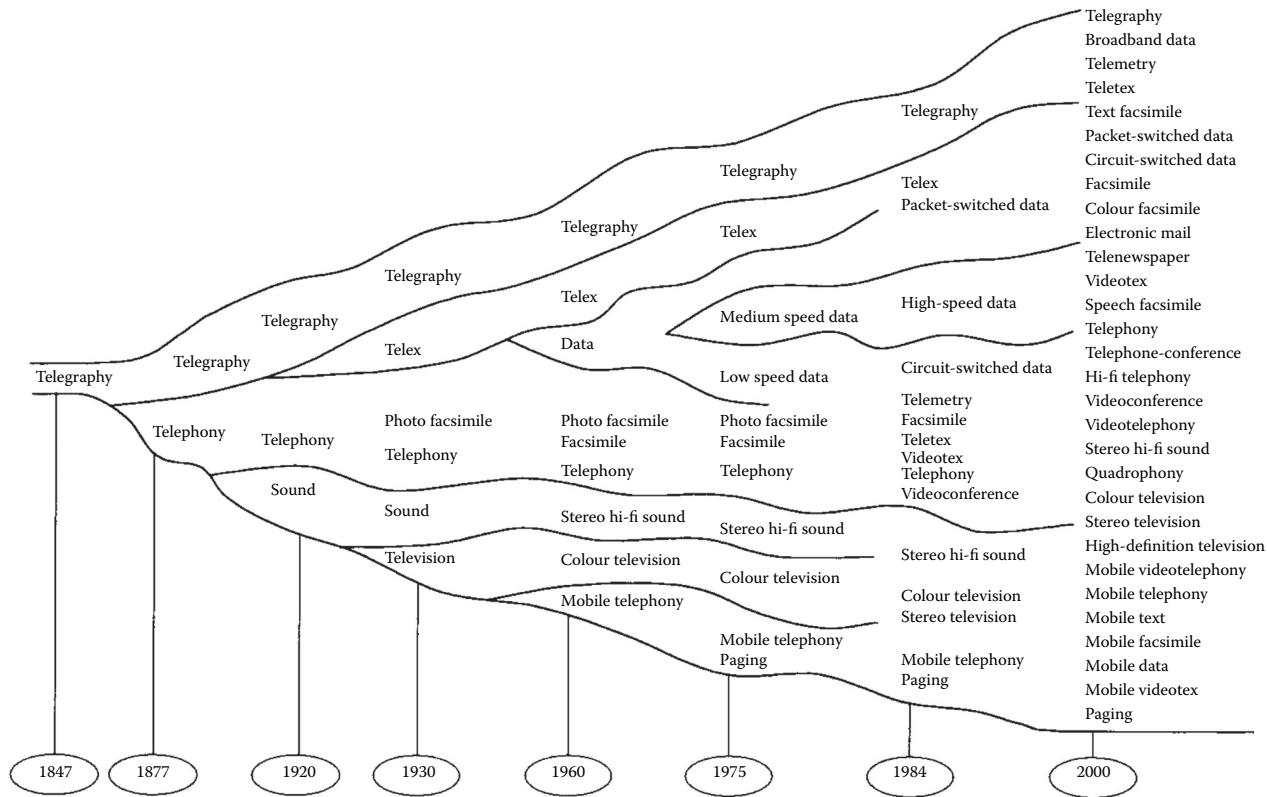 Telegraphy
Telegraphy
Telephony
Telegraphy
Telephony
Sound
Telegraphy
Telex
Photo facsimile
Telephony
Sound
Television
Telegraphy
Telex
Data
Photo facsimile
Facsimile
Telephony
Stereo hi-fi sound
Colour television
Mobile telephony
Telegraphy
Telex
Medium speed data
Low speed data
Photo facsimile
Facsimile
Telephony
Stereo hi-fi sound
Colour television
Mobile telephony
Paging
Telegraphy
Telex
Packet-switched data
High-speed data
Circuit-switched data
Telemetry
Facsimile
Teletex
Videotex
Telephony
Videoconference
Stereo hi-fi sound
Colour television
Stereo television
Mobile telephony
Paging
Telegraphy
Broadband data
Telemetry
Teletex
Text facsimile
Packet-switched data
Circuit-switched data
Facsimile
Colour facsimile
Electronic mail
Telenewspaper
Videotex
Speech facsimile
Telephony
Telephone-conference
Hi-fi telephony
Videoconference
Videotelephony
Stereo hi-fi sound
Quadrophony
Colour television
Stereo television
High-definition television
Mobile videotelephony
Mobile telephony
Mobile text
Mobile facsimile
Mobile data
Mobile videotex
Paging
1847
1877
1920
1930
1960
1975
1984
2000